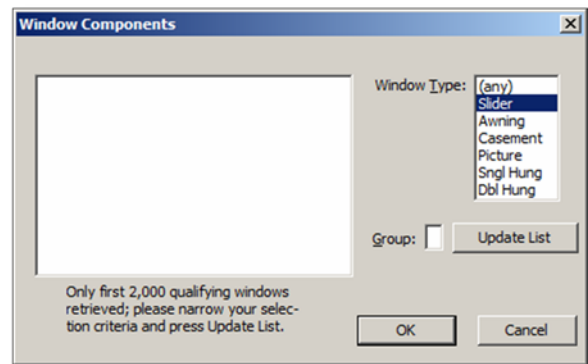 Window Components
Window Type:
(any)
Slider
Awning
Casement
Picture
Sngl Hung
Dbl Hung
Group:
Update List
Only first 2,000 qualifying windows
retrieved; please narrow your selec-
tion criteria and press Update List.
OK
Cancel